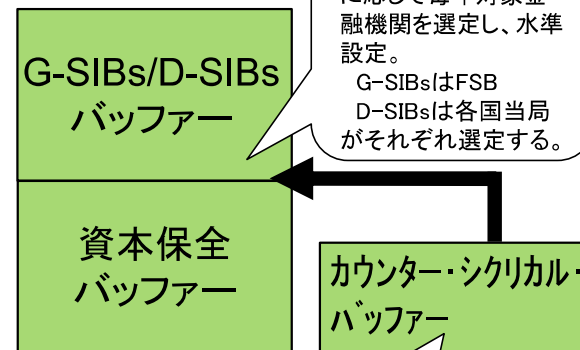 融機関を選定し、水準
設定。
G-SIBsはFSB
D-SIBsは各国当局
がそれぞれ選定する。
G-SIBs/D-SIBs
バッファー
資本保全
バッファー
カウンター・シクリカル・
バッファー